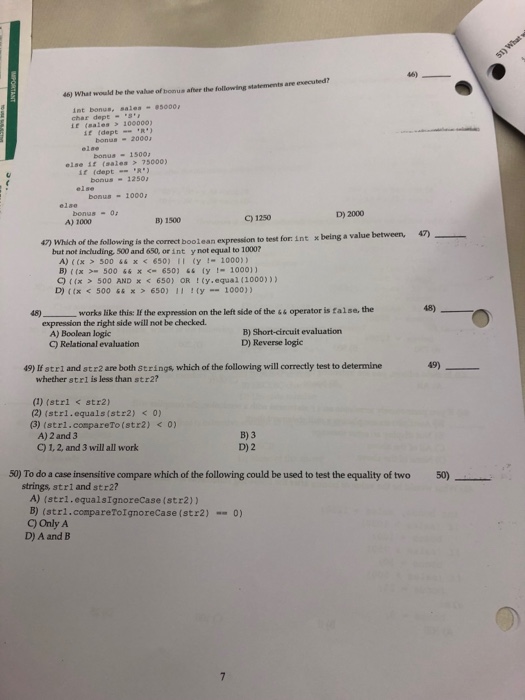 51) What
IMPORTANT
46) What would be the value of bonus after the following statements are executed?
46)
int bonus, sales = 85000;
char dept = 'B';
if (sales > 100000)
if (dept == 'R')
bonus = 2000;
else
bonus = 1500;
else if (sales > 75000)
if (dept == 'R')
bonus = 1250;
else
bonus = 1000;
else
bonus = 0;
A) 1000 B) 1500 C) 1250 D) 2000
47) Which of the following is the correct boolean expression to test for: int x being a value between, 47)
but not including, 500 and 650, or int y not equal to 1000?
A) ((x > 500 && x < 650) || (y != 1000))
B) ((x >= 500 && x <= 650) && (y != 1000))
C) ((x > 500 AND x < 650) OR !(y.equal(1000)))
D) ((x < 500 && x > 650) || !(y == 1000))
48) works like this: If the expression on the left side of the && operator is false, the 48)
expression the right side will not be checked.
A) Boolean logic B) Short-circuit evaluation
C) Relational evaluation D) Reverse logic
49) If str1 and str2 are both Strings, which of the following will correctly test to determine 49)
whether str1 is less than str2?
(1) (str1 < str2)
(2) (str1.equals(str2) < 0)
(3) (str1.compareTo(str2) < 0)
A) 2 and 3 B) 3
C) 1, 2, and 3 will all work D) 2
50) To do a case insensitive compare which of the following could be used to test the equality of two 50)
strings, str1 and str2?
A) (str1.equalsIgnoreCase(str2))
B) (str1.compareToIgnoreCase(str2) == 0)
C) Only A
D) A and B
7